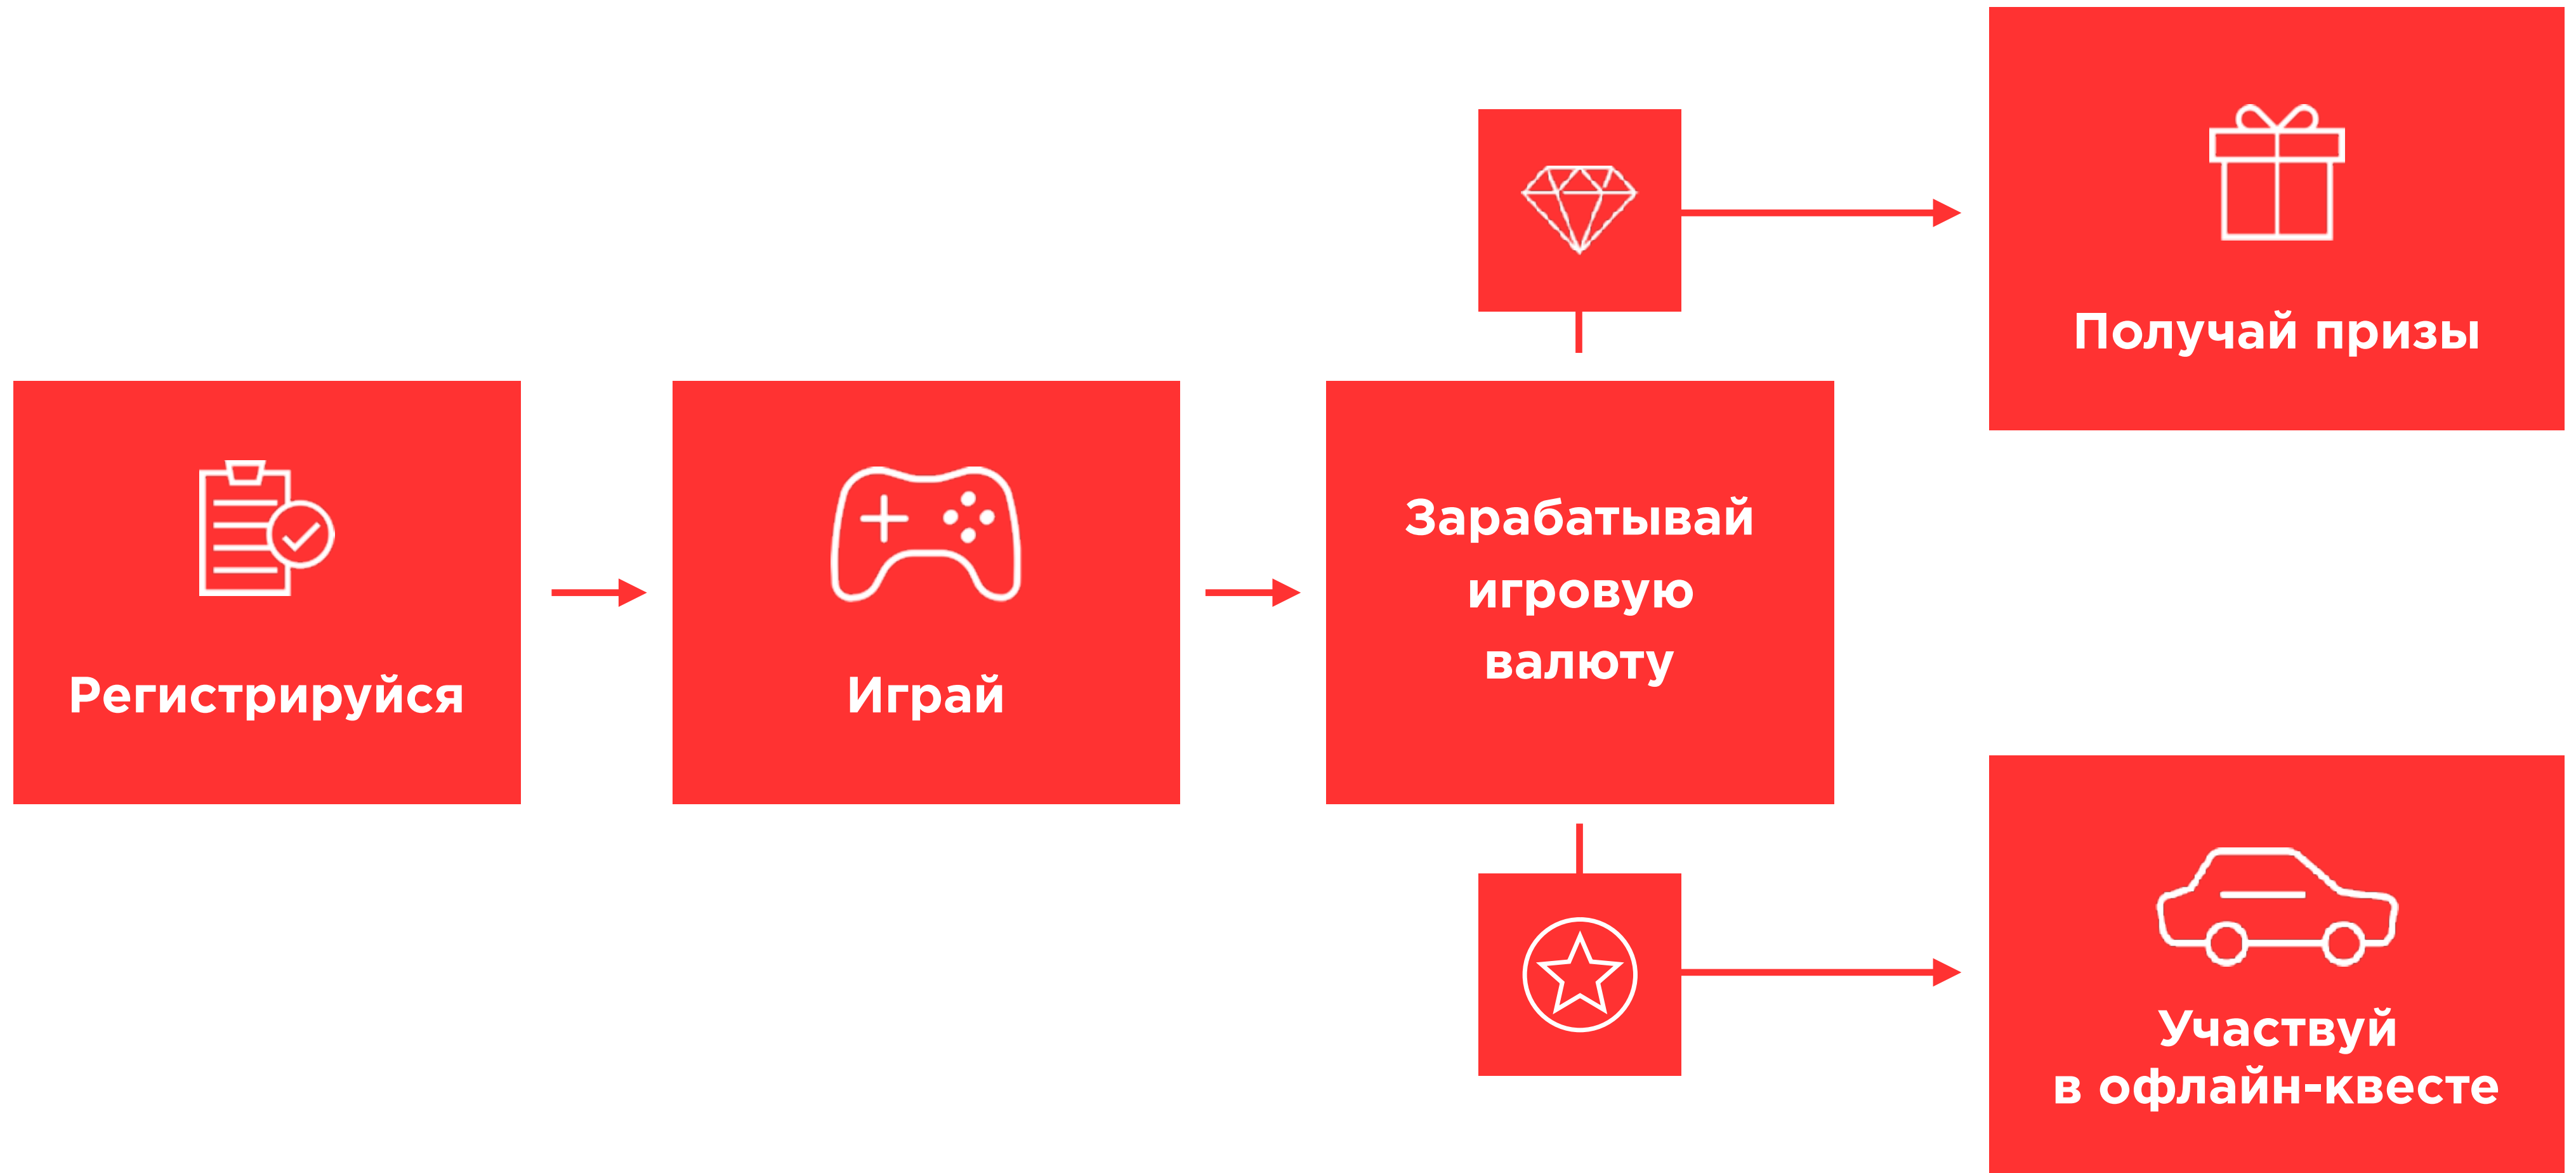 Регистрируйся
Играй
Зарабатывай
игровую
валюту
Получай призы
Участвуй
в офлайн-квесте